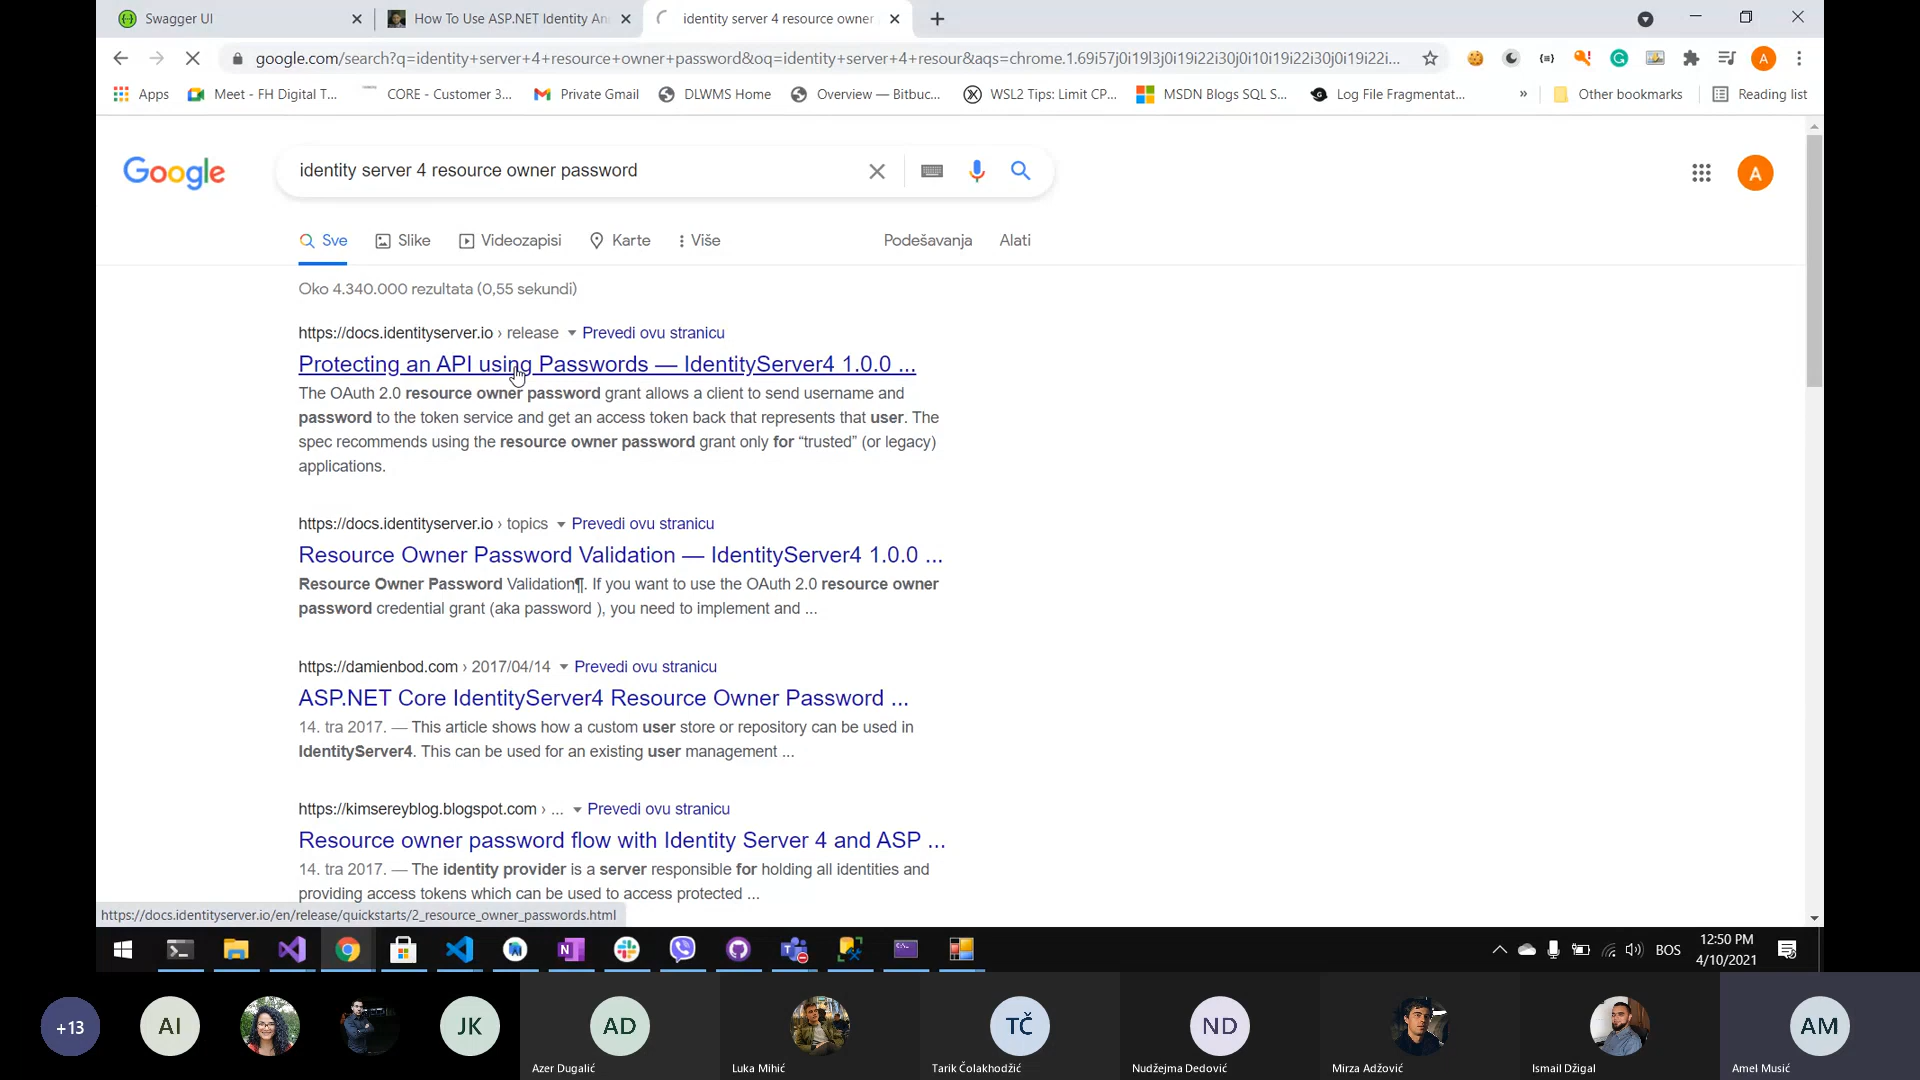 Swagger UI
How To Use ASP.NET Identity An
identity server 4 resource owner
google.com/search?q=identity+server+4+resource+owner+password&oq=identity+server+4+resour&aqs=chrome.1.69i57j0i19l3j0i19i22i30j0i10i19i22i30j0i19i22i...
A
Apps
Meet - FH Digital T...
CORE - Customer 3...
Private Gmail
DLWMS Home
Overview — Bitbuc...
WSL2 Tips: Limit CP...
MSDN Blogs SQL S...
Log File Fragmentat...
»
Other bookmarks
Reading list
Google
identity server 4 resource owner password
A
Sve
Slike
Videozapisi
Karte
Više
Podešavanja
Alati
Oko 4.340.000 rezultata (0,55 sekundi)
https://docs.identityserver.io › release Prevedi ovu stranicu
Protecting an API using Passwords — IdentityServer4 1.0.0 ...
The OAuth 2.0 resource owner password grant allows a client to send username and
password to the token service and get an access token back that represents that user. The
spec recommends using the resource owner password grant only for “trusted” (or legacy)
applications.
https://docs.identityserver.io › topics Prevedi ovu stranicu
Resource Owner Password Validation — IdentityServer4 1.0.0 ...
Resource Owner Password Validation¶. If you want to use the OAuth 2.0 resource owner
password credential grant (aka password ), you need to implement and ...
https://damienbod.com › 2017/04/14 Prevedi ovu stranicu
ASP.NET Core IdentityServer4 Resource Owner Password ...
14. tra 2017. — This article shows how a custom user store or repository can be used in
IdentityServer4. This can be used for an existing user management ...
https://kimsereyblog.blogspot.com › ... Prevedi ovu stranicu
Resource owner password flow with Identity Server 4 and ASP ...
14. tra 2017. — The identity provider is a server responsible for holding all identities and
providing access tokens which can be used to access protected ...
https://docs.identityserver.io/en/release/quickstarts/2_resource_owner_passwords.html
BOS
12:50 PM
4/10/2021
+13
AI
JK
AD
TČ
ND
AM
Azer Dugalić
Luka Mihić
Tarik Čolakhodžić
Nudžejma Dedović
Mirza Adžović
Ismail Džigal
Amel Musić